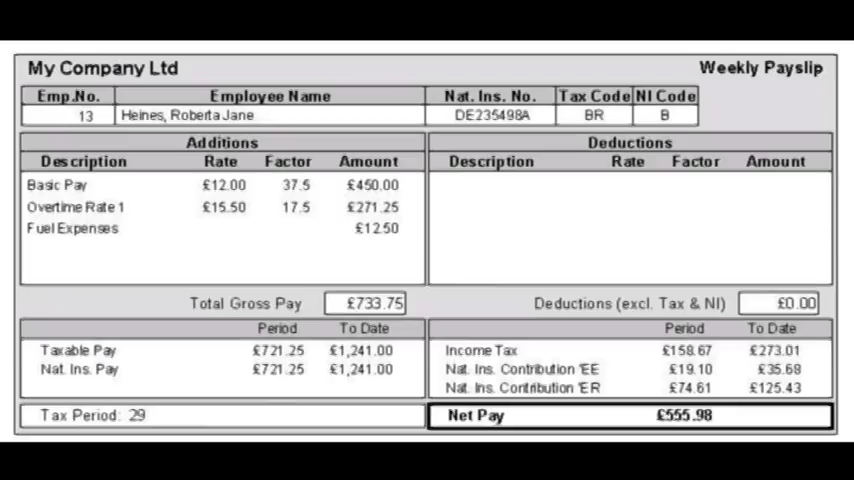 My Company Ltd Weekly Payslip
Emp.No. Employee Name Nat. Ins. No. Tax Code NI Code
13 Heines, Roberta Jane DE235498A BR B
Additions Deductions
Description Rate Factor Amount Description Rate Factor Amount
Basic Pay £12.00 37.5 £450.00
Overtime Rate 1 £15.50 17.5 £271.25
Fuel Expenses £12.50
Total Gross Pay £733.75 Deductions (excl. Tax & NI) £0.00
Period To Date Period To Date
Taxable Pay £721.25 £1,241.00 Income Tax £158.67 £273.01
Nat. Ins. Pay £721.25 £1,241.00 Nat. Ins. Contribution 'EE £19.10 £35.68
Nat. Ins. Contribution 'ER £74.61 £125.43
Tax Period: 29 Net Pay £555.98